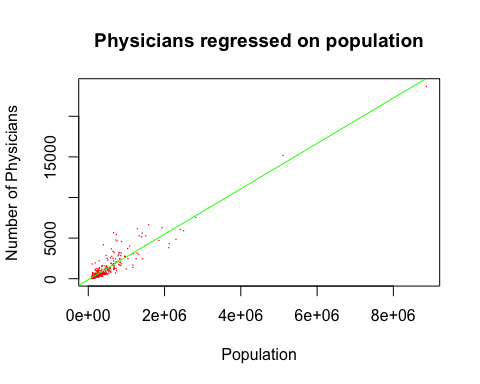 Physicians regressed on population
Number of Physicians
15000
5000
0
0e+00 2e+06 4e+06 6e+06 8e+06
Population